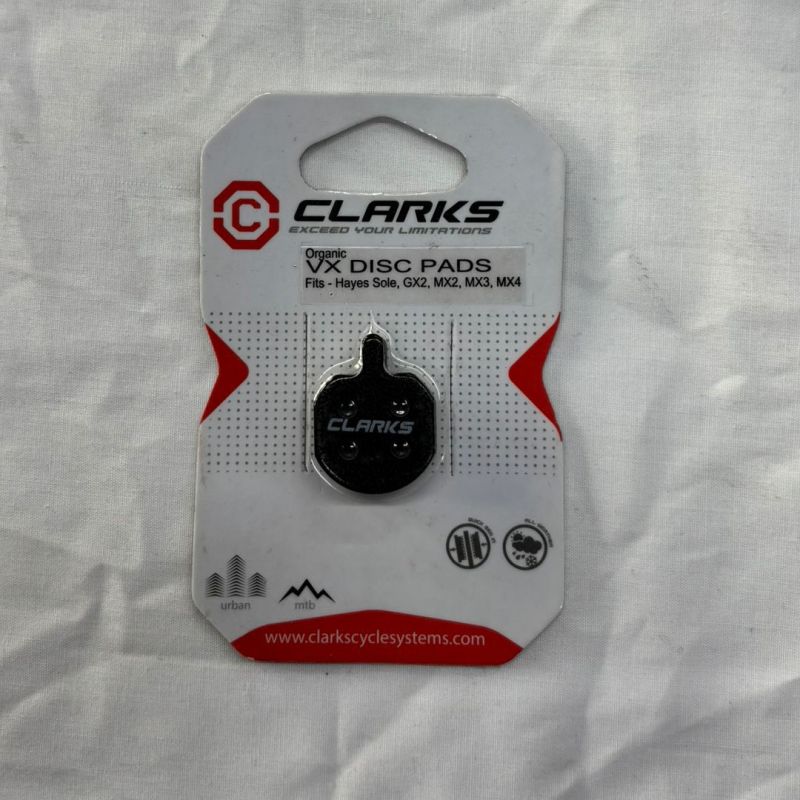 C CLARKS
EXCEED YOUR LIMITATIONS
Organic
VX DISC PADS
Fits - Hayes Sole, GX2, MX2, MX3, MX4
CLARKS
urban
mtb
www.clarkscyclesystems.com